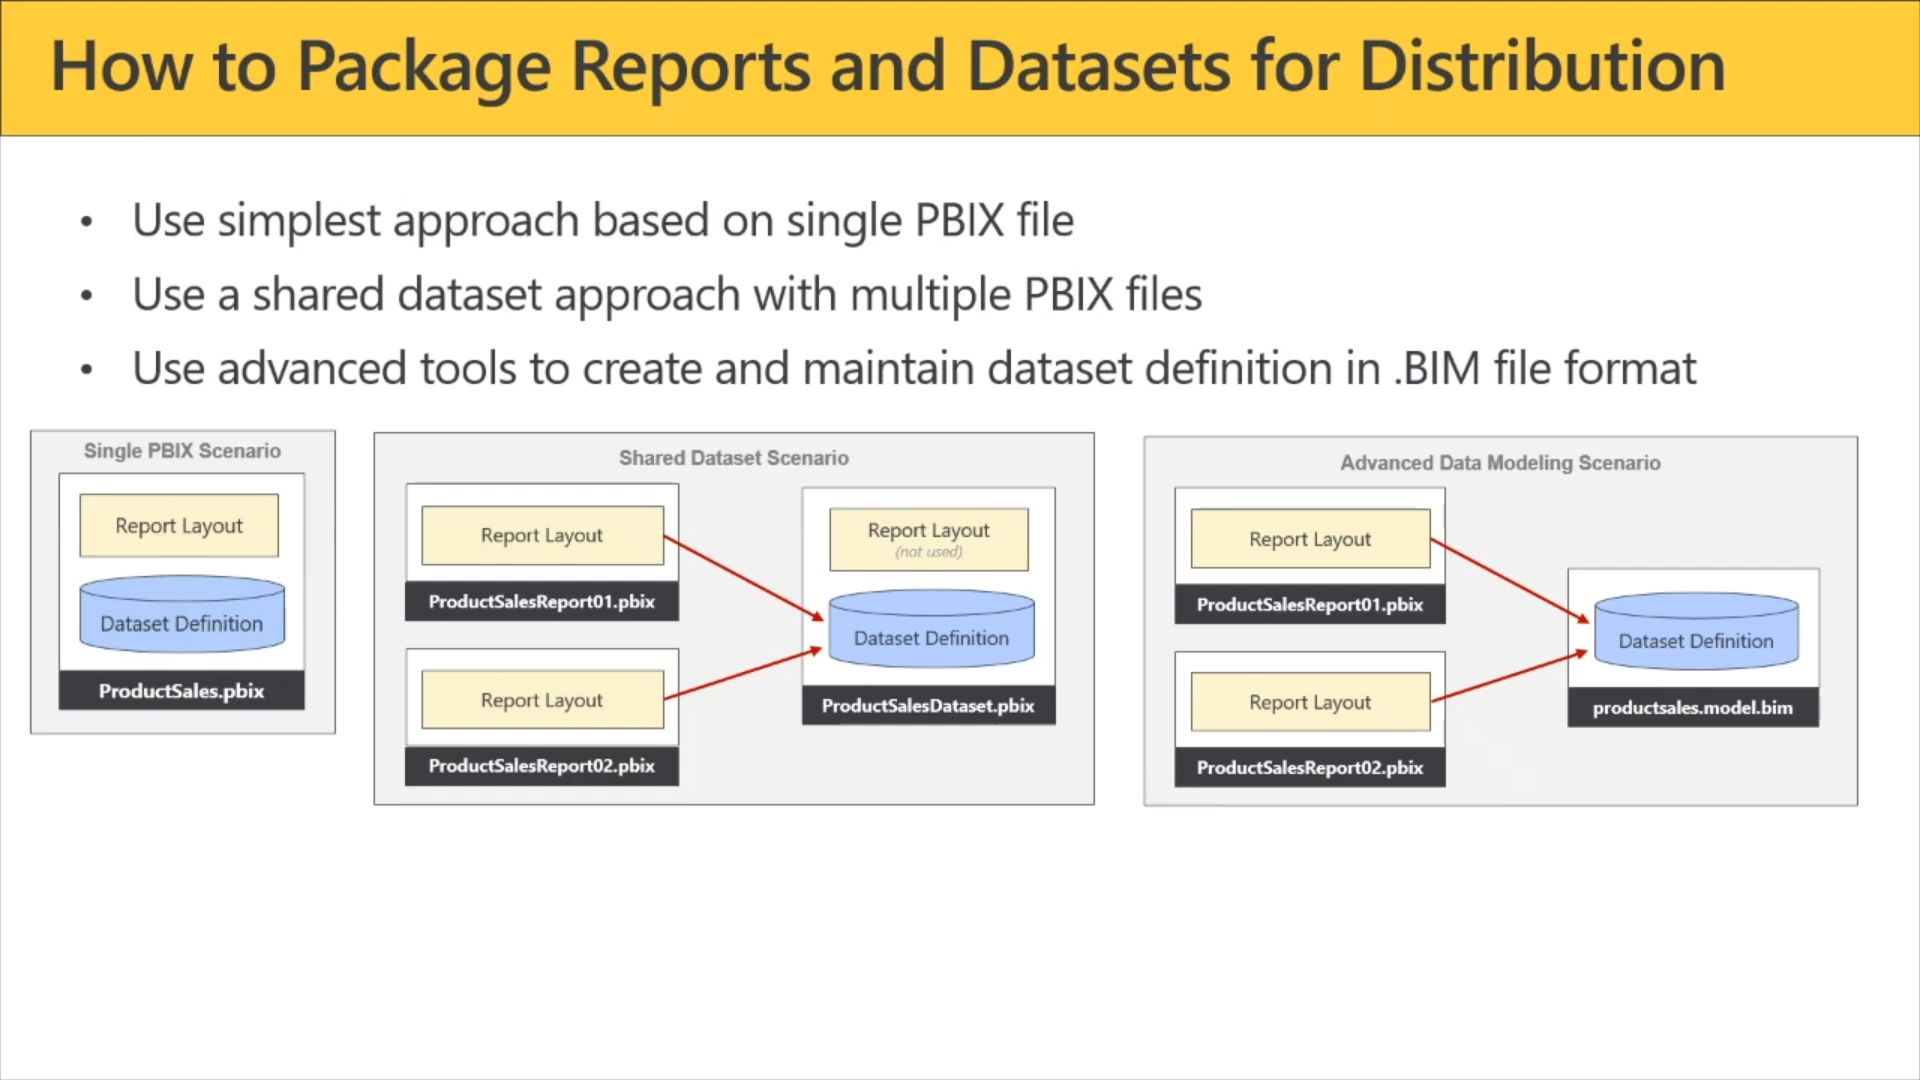 How to Package Reports and Datasets for Distribution
• Use simplest approach based on single PBIX file
• Use a shared dataset approach with multiple PBIX files
• Use advanced tools to create and maintain dataset definition in .BIM file format
Single PBIX Scenario
Report Layout
Dataset Definition
ProductSales.pbix
Shared Dataset Scenario
Report Layout
ProductSalesReport01.pbix
Report Layout
ProductSalesReport02.pbix
Report Layout
(not used)
Dataset Definition
ProductSalesDataset.pbix
Advanced Data Modeling Scenario
Report Layout
ProductSalesReport01.pbix
Report Layout
ProductSalesReport02.pbix
Dataset Definition
productsales.model.bim